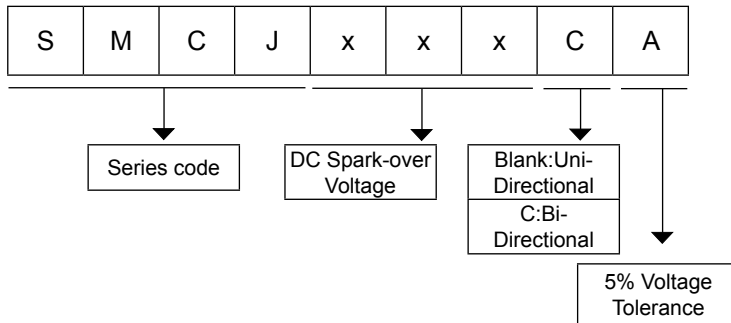 S M C J x x x C A
Series code
DC Spark-over
Voltage
Blank:Uni-
Directional
C:Bi-
Directional
5% Voltage
Tolerance